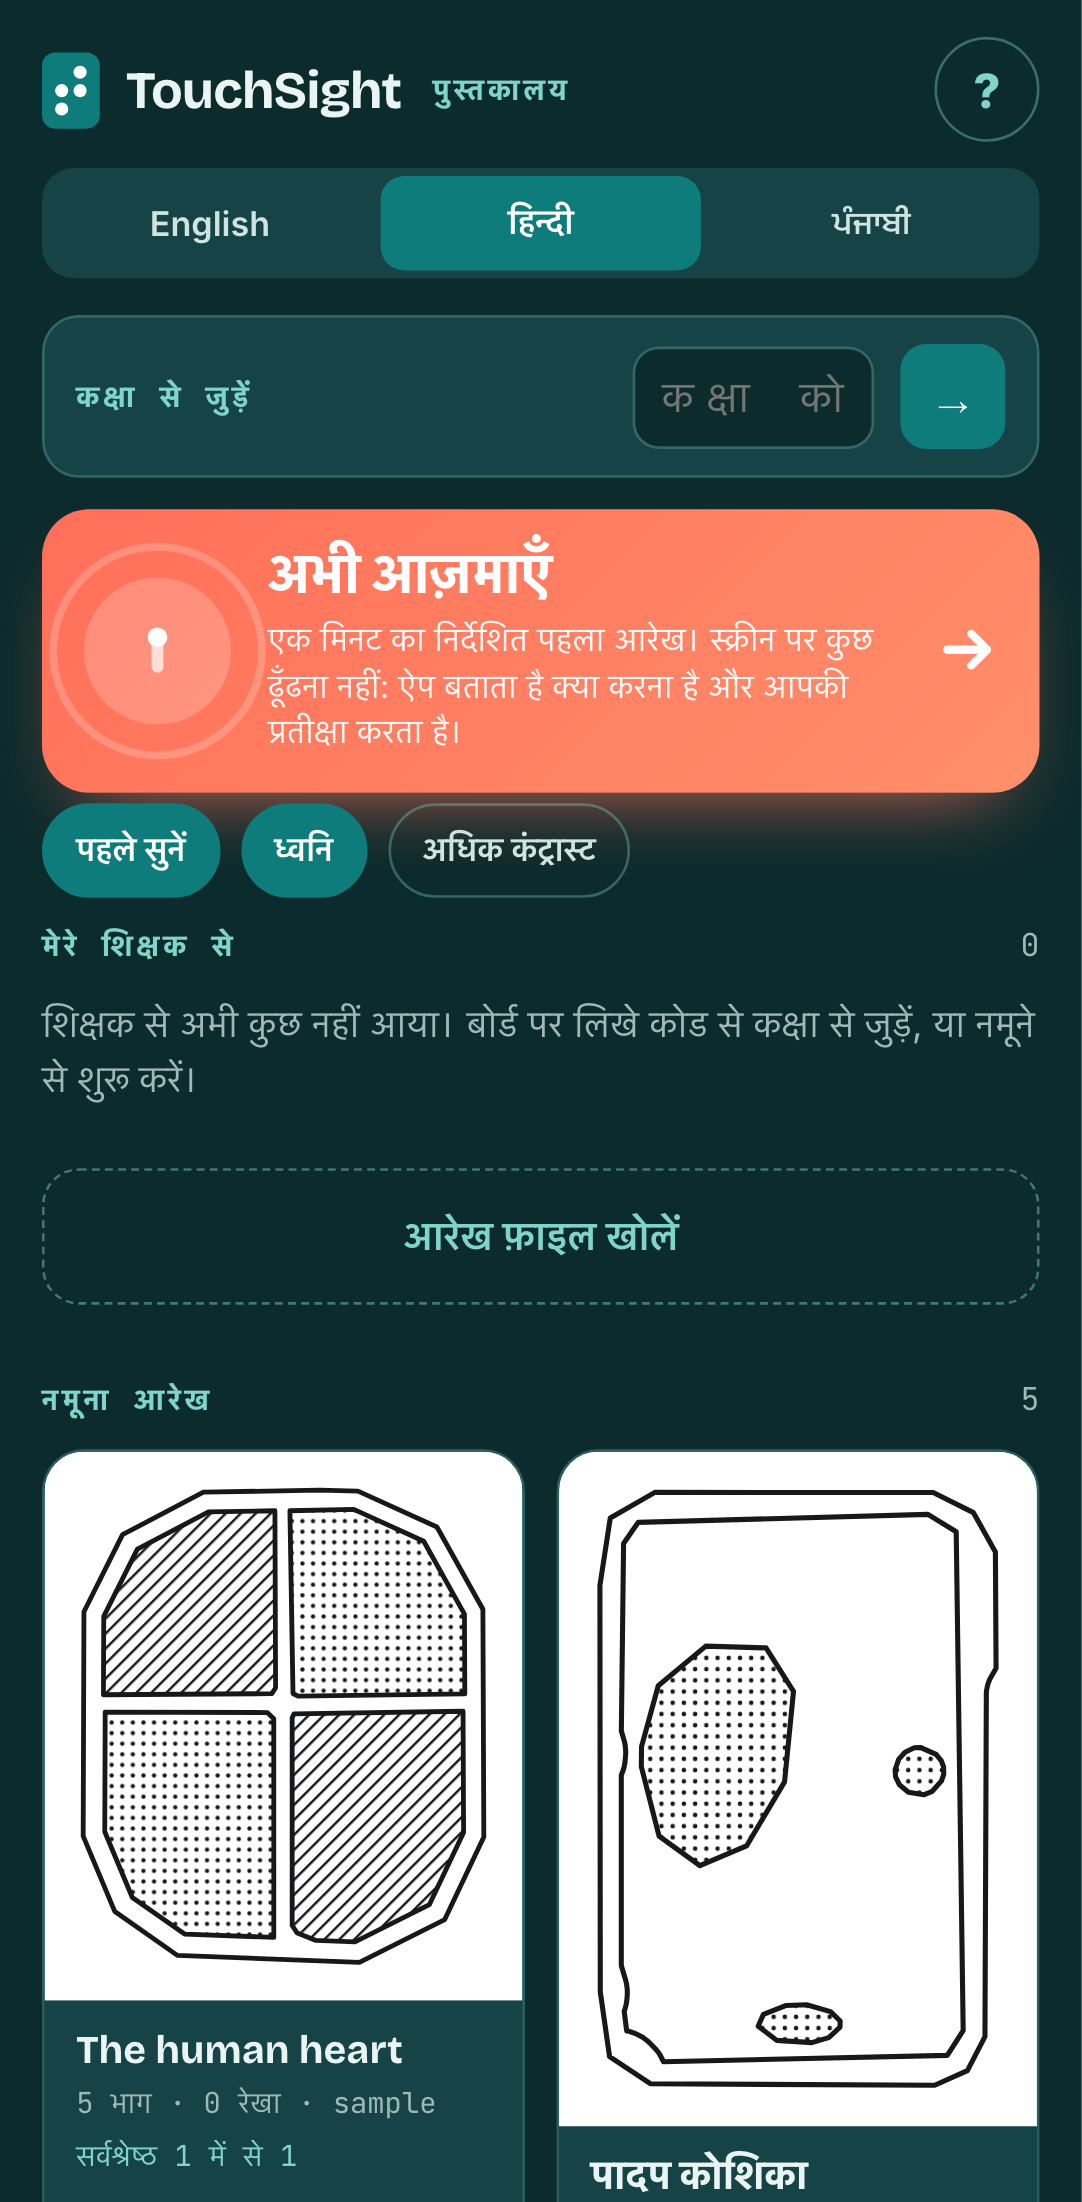 TouchSight पुस्तकालय
?
English हिन्दी ਪੰਜਾਬੀ
कक्षा से जुड़ें
कक्षा को
→
अभी आज़माएँ
एक मिनट का निर्देशित पहला आरेख। स्क्रीन पर कुछ
ढूँढना नहीं: ऐप बताता है क्या करना है और आपकी
प्रतीक्षा करता है।
पहले सुनें ध्वनि अधिक कंट्रास्ट
मेरे शिक्षक से 0
शिक्षक से अभी कुछ नहीं आया। बोर्ड पर लिखे कोड से कक्षा से जुड़ें, या नमूने
से शुरू करें।
आरेख फ़ाइल खोलें
नमूना आरेख 5
The human heart
5 भाग · 0 रेखा · sample
सर्वश्रेष्ठ 1 में से 1
पादप कोशिका